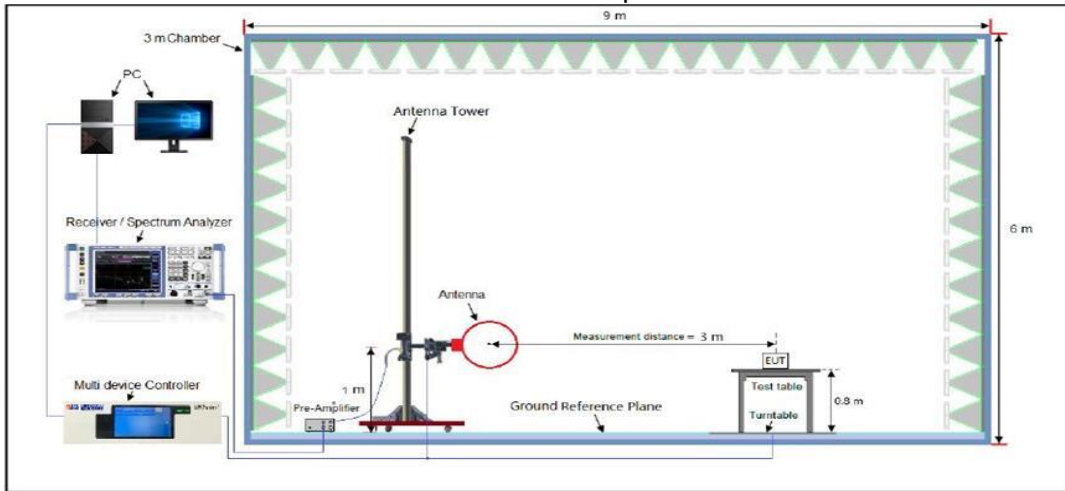 9 m
3 m Chamber
PC
Antenna Tower
Receiver / Spectrum Analyzer
6 m
Antenna
Measurement distance = 3 m
EUT
Multi device Controller
1 m
Test table
0.8 m
Pre-Amplifier
Ground Reference Plane
Turntable